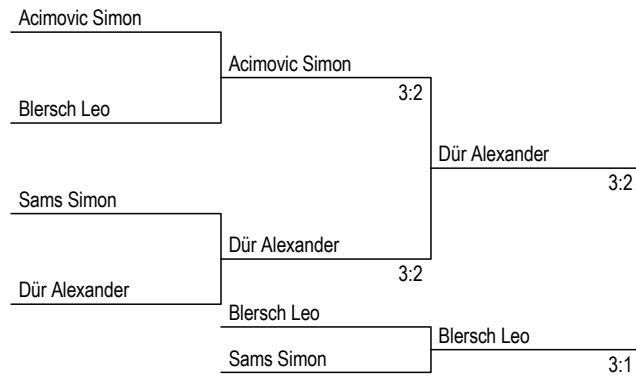 Acimovic Simon
Acimovic Simon
3:2
Blersch Leo
Dür Alexander
3:2
Sams Simon
Dür Alexander
3:2
Dür Alexander
Blersch Leo
Blersch Leo
3:1
Sams Simon